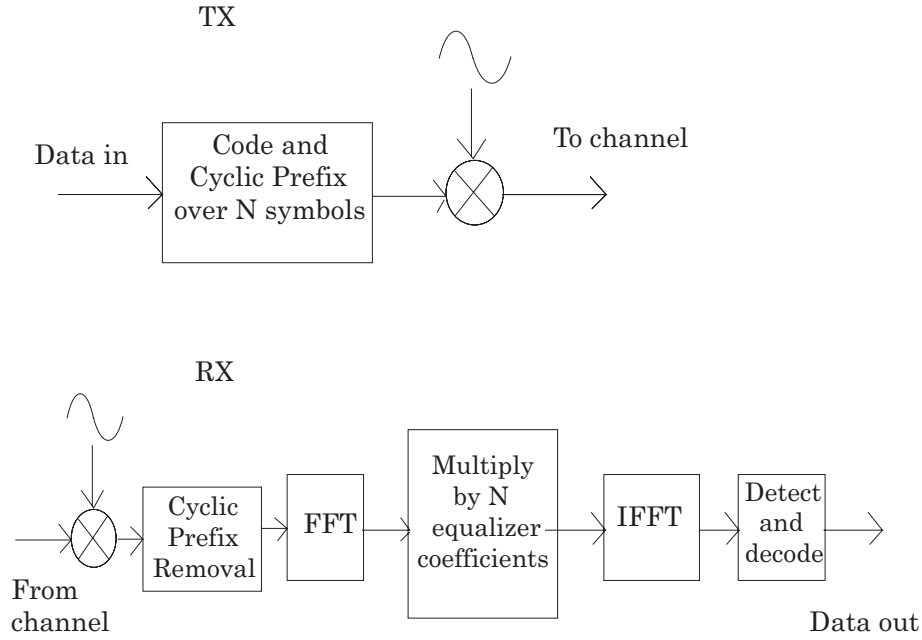 TX
Data in
Code and
Cyclic Prefix
over N symbols
To channel
RX
From
channel
Cyclic
Prefix
Removal
FFT
Multiply
by N
equalizer
coefficients
IFFT
Detect
and
decode
Data out